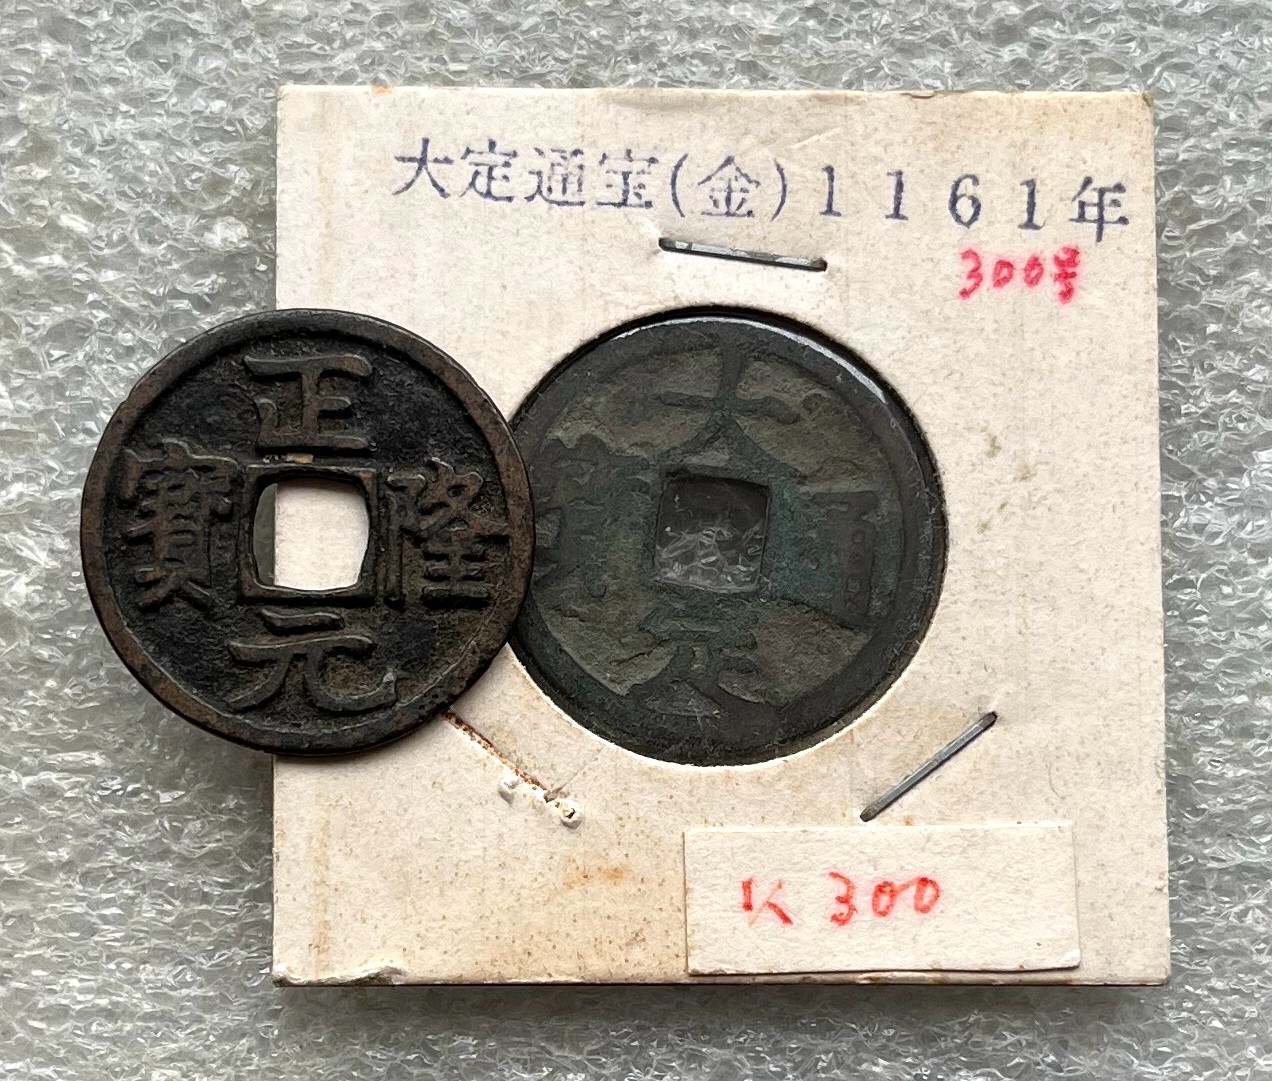 大定通宝(金)1161年
300号
正隆元寶
大定通寶
K 300